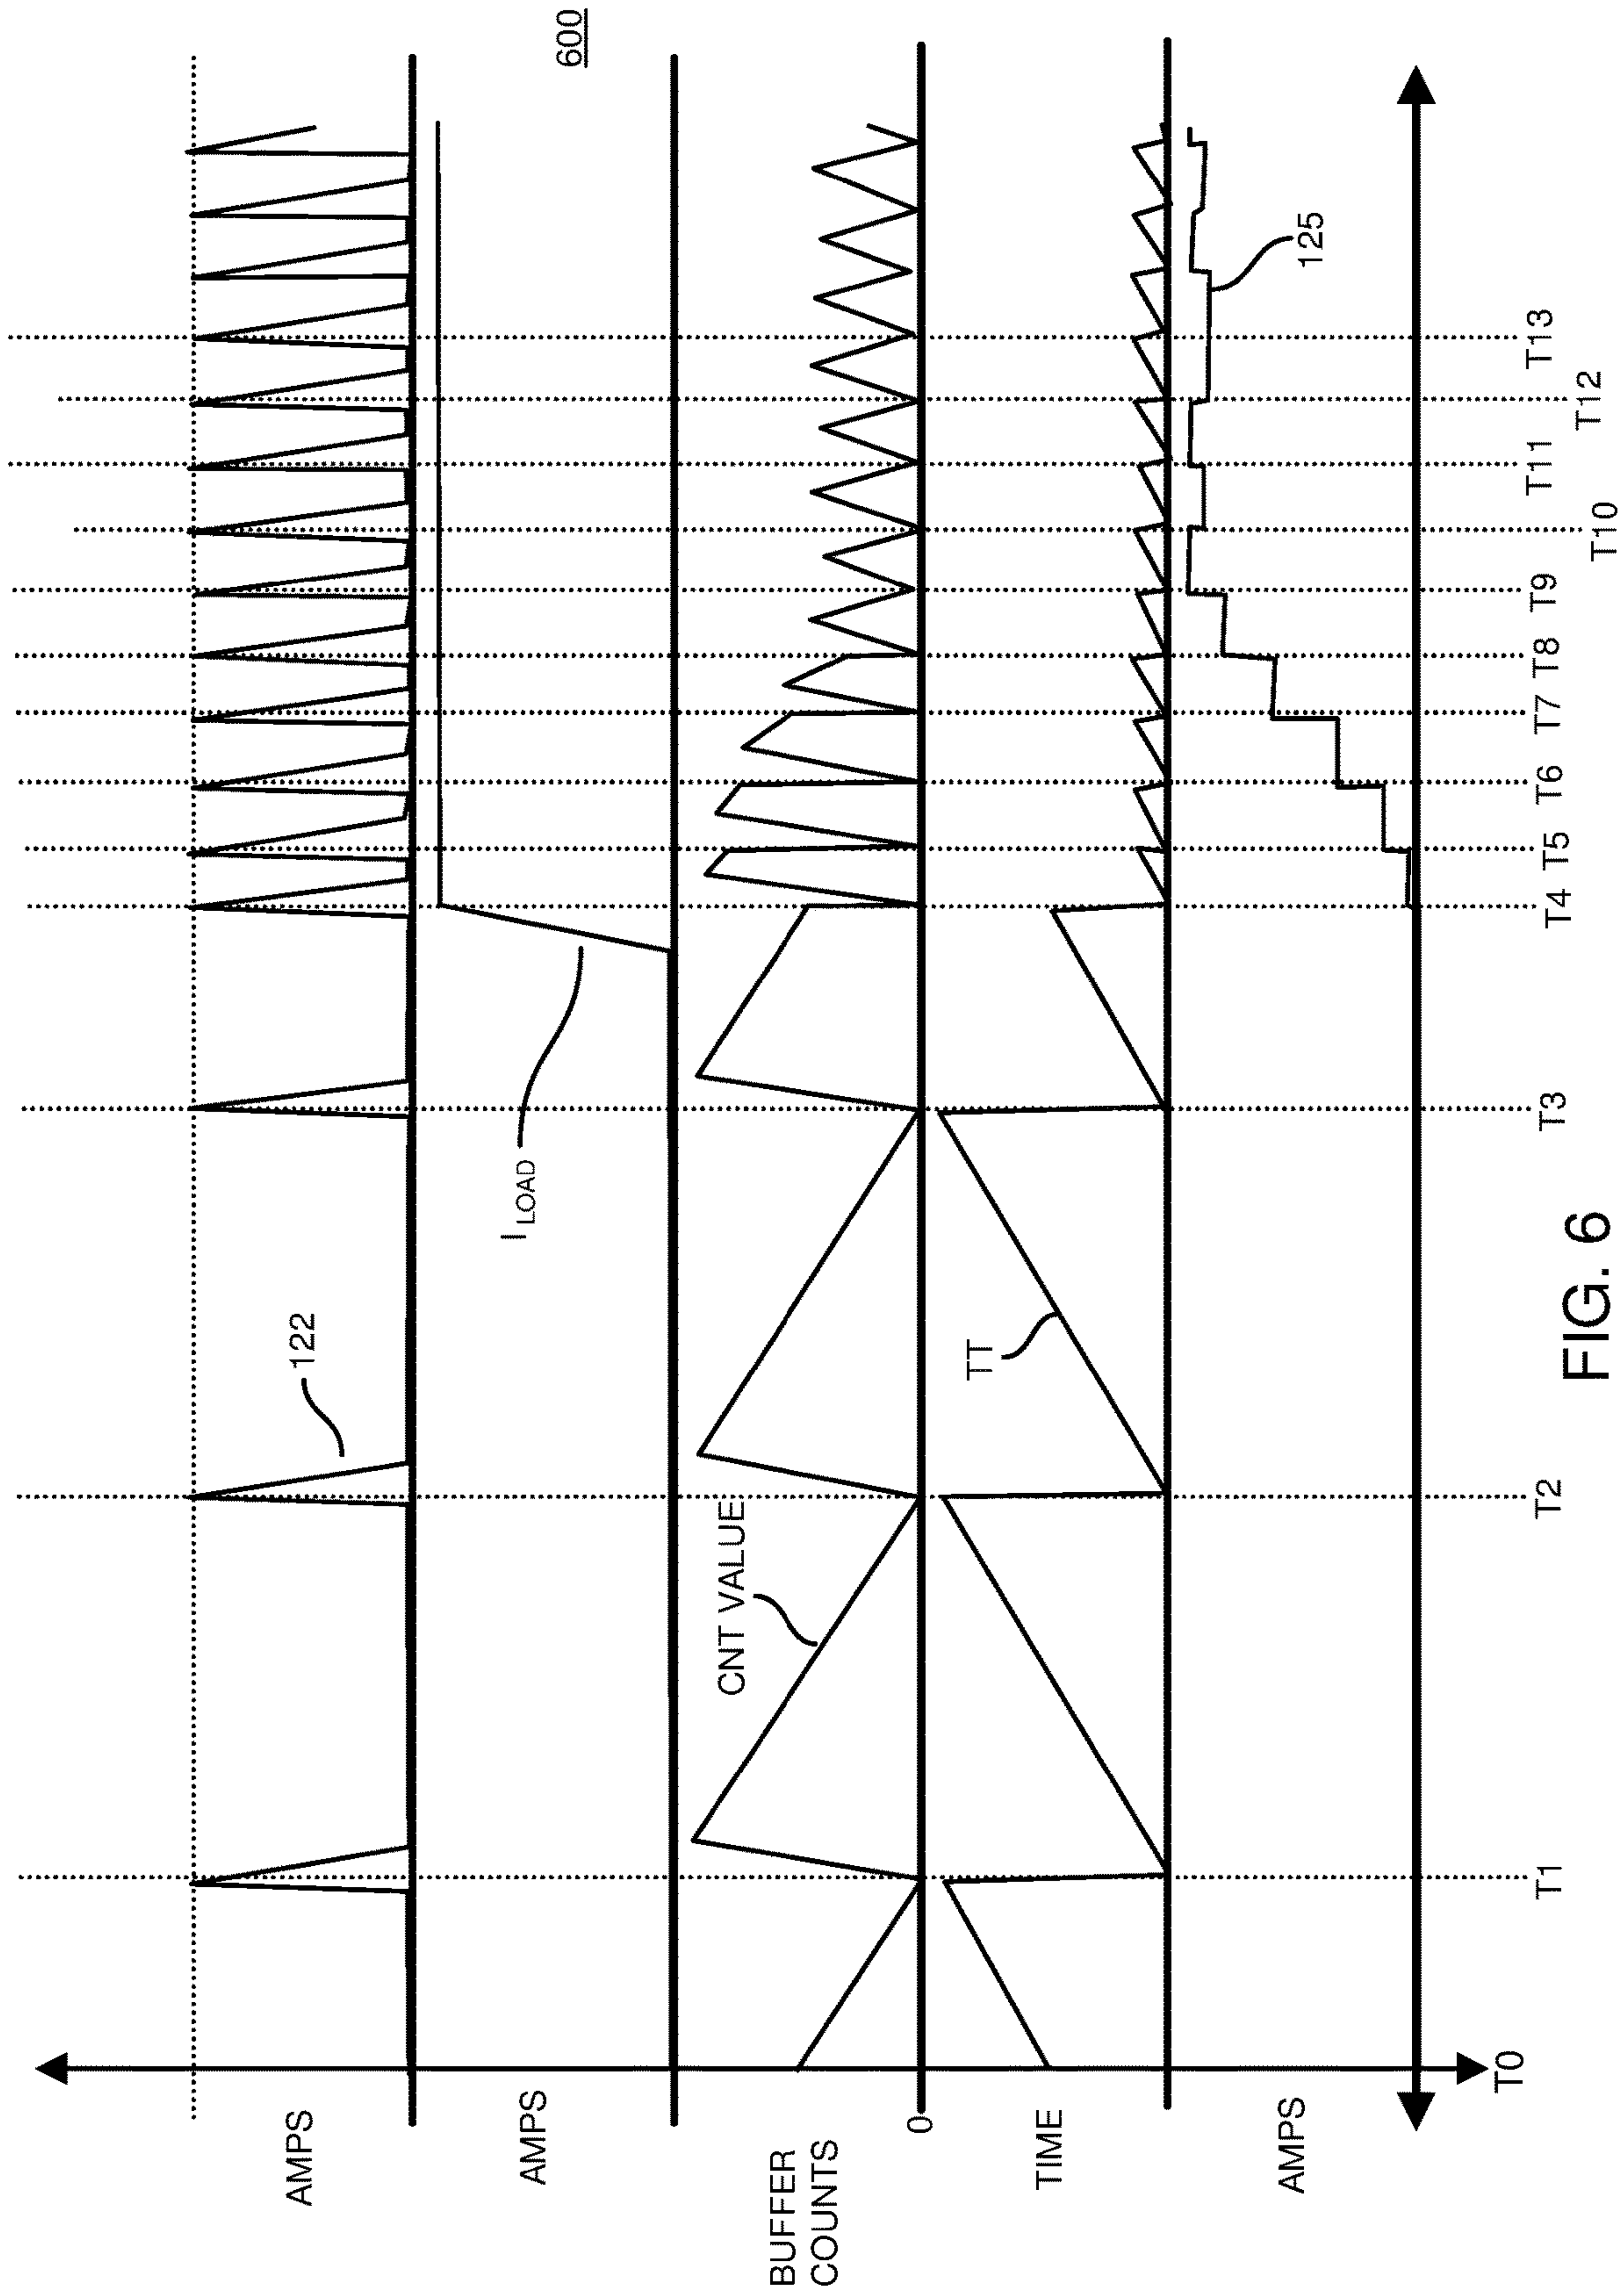 600
AMPS
122
AMPS
I LOAD
BUFFER
COUNTS
CNT VALUE
0
TIME
TT
AMPS
125
T0
T1
T2
T3
T4
T5
T6
T7
T8
T9
T10
T11
T12
T13
FIG. 6